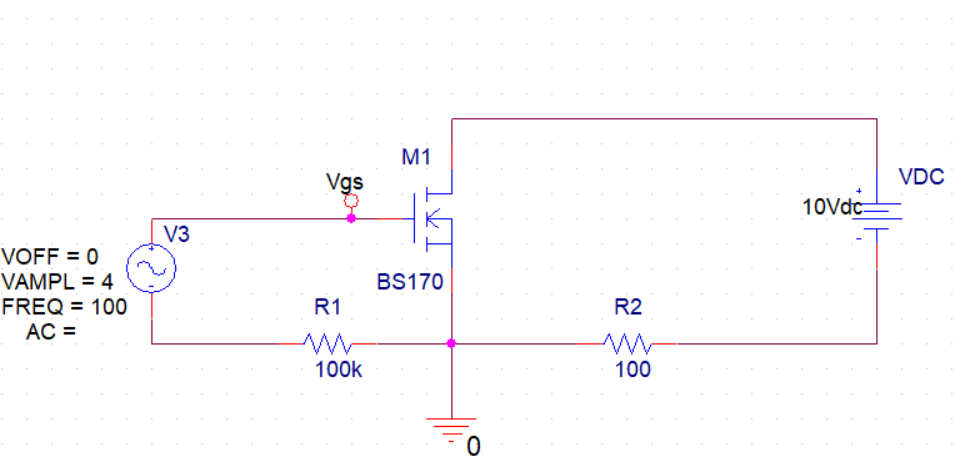 M1
Vgs
VDC
10Vdc
+
-
V3
+
-
VOFF = 0
VAMPL = 4
FREQ = 100
AC =
BS170
R1
R2
100k
100
0